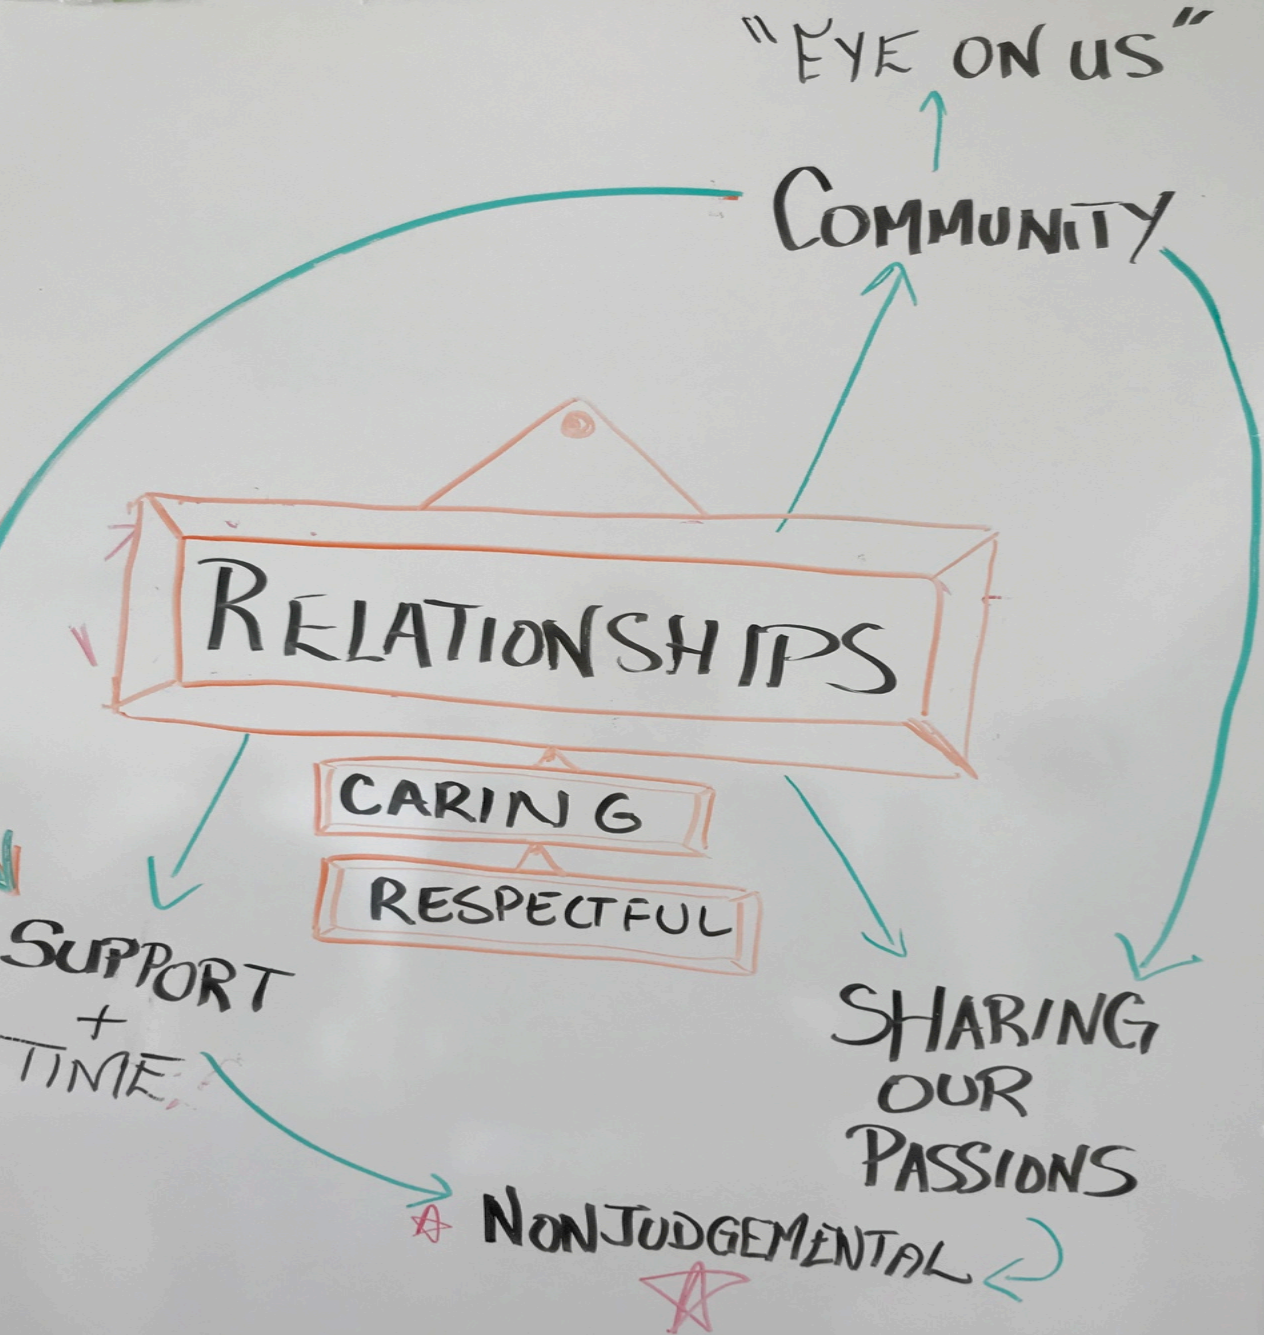 "EYE ON US"
COMMUNITY
RELATIONSHIPS
CARING
RESPECTFUL
SUPPORT
+
TIME
SHARING
OUR
PASSIONS
NONJUDGEMENTAL